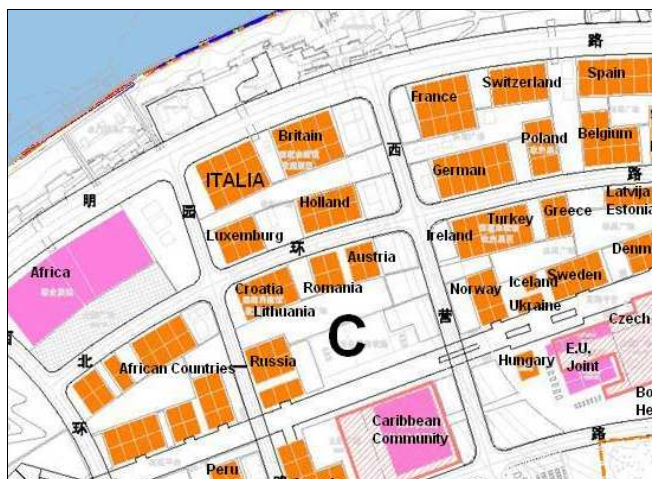 路
Spain
Switzerland
France
Britain
Poland
Belgium
西
German
路
ITALIA
Holland
明
园
Latvija
Estonia
Greece
Turkey
Ireland
Luxemburg
环
Austria
Denm
Africa
Croatia
Romania
Iceland
Sweden
Norway
Lithuania
Ukraine
C
营
Czech
北
African Countries
Russia
Hungary
E.U,
Joint
Bo
He
环
Caribbean
Community
路
Peru